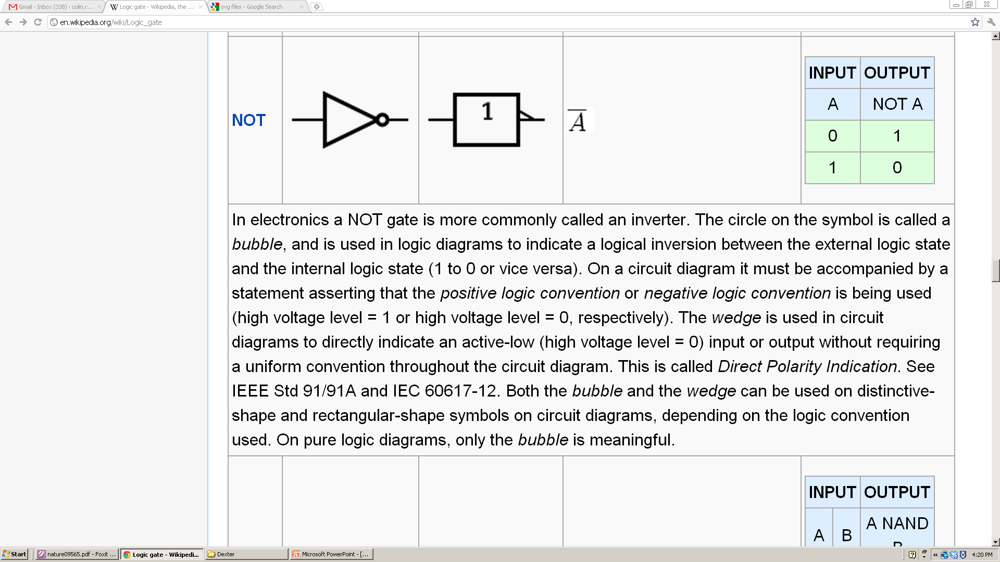 Gmail - Inbox (338) - colin.r...
Logic gate - Wikipedia, the ...
svg files - Google Search
en.wikipedia.org/wiki/Logic_gate
NOT
1
A
INPUT OUTPUT
A NOT A
0 1
1 0
In electronics a NOT gate is more commonly called an inverter. The circle on the symbol is called a
bubble, and is used in logic diagrams to indicate a logical inversion between the external logic state
and the internal logic state (1 to 0 or vice versa). On a circuit diagram it must be accompanied by a
statement asserting that the positive logic convention or negative logic convention is being used
(high voltage level = 1 or high voltage level = 0, respectively). The wedge is used in circuit
diagrams to directly indicate an active-low (high voltage level = 0) input or output without requiring
a uniform convention throughout the circuit diagram. This is called Direct Polarity Indication. See
IEEE Std 91/91A and IEC 60617-12. Both the bubble and the wedge can be used on distinctive-
shape and rectangular-shape symbols on circuit diagrams, depending on the logic convention
used. On pure logic diagrams, only the bubble is meaningful.
INPUT OUTPUT
A B A NAND
B
Start
nature09565.pdf - Foxit ...
Logic gate - Wikipedi...
Dexter
Microsoft PowerPoint - [...
4:20 PM